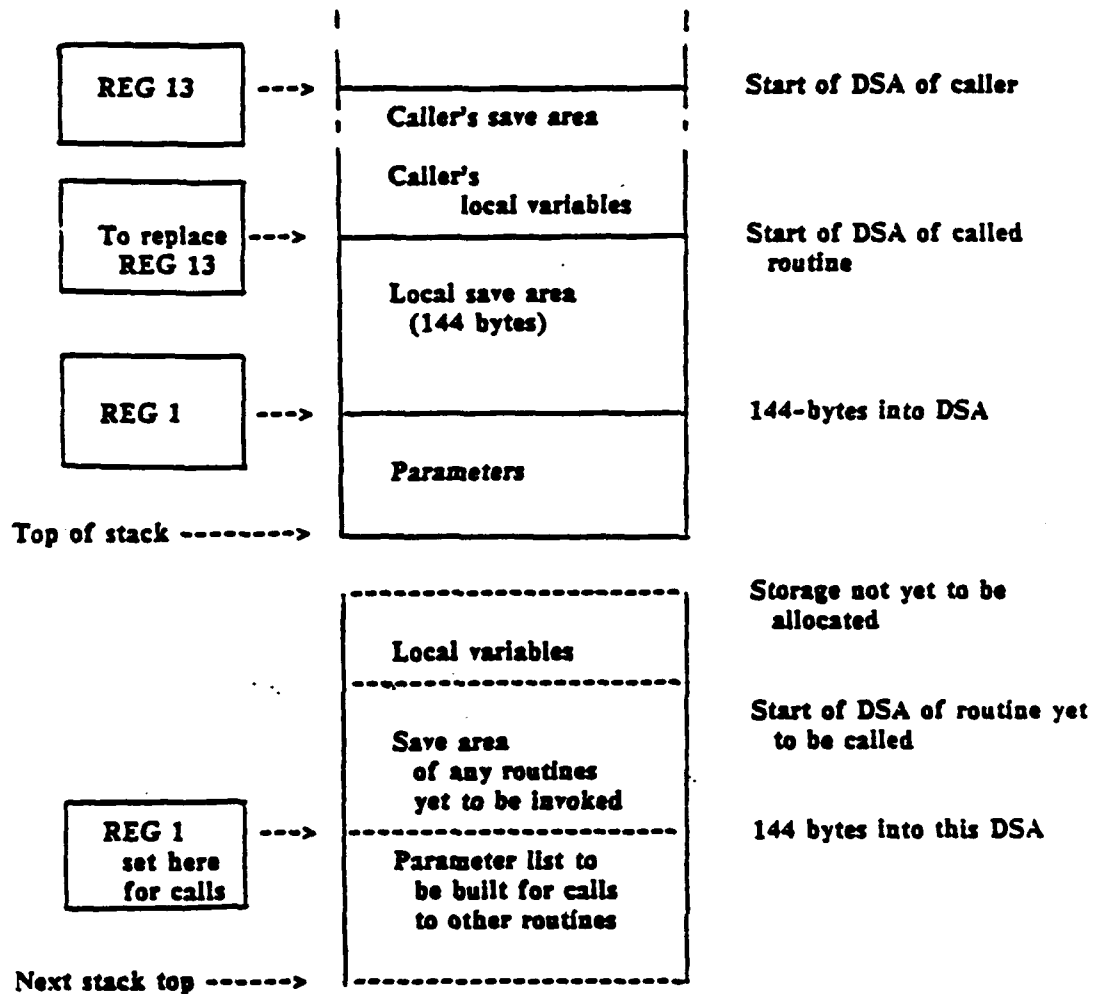 REG 13 ---> Start of DSA of caller
Caller's save area
Caller's
local variables
To replace ---> Start of DSA of called
REG 13 routine
Local save area
(144 bytes)
REG 1 ---> 144-bytes into DSA
Parameters
Top of stack -------->
Storage not yet to be
allocated
Local variables
Start of DSA of routine yet
to be called
Save area
of any routines
yet to be invoked
REG 1 ---> 144 bytes into this DSA
set here
for calls
Parameter list to
be built for calls
to other routines
Next stack top ------>